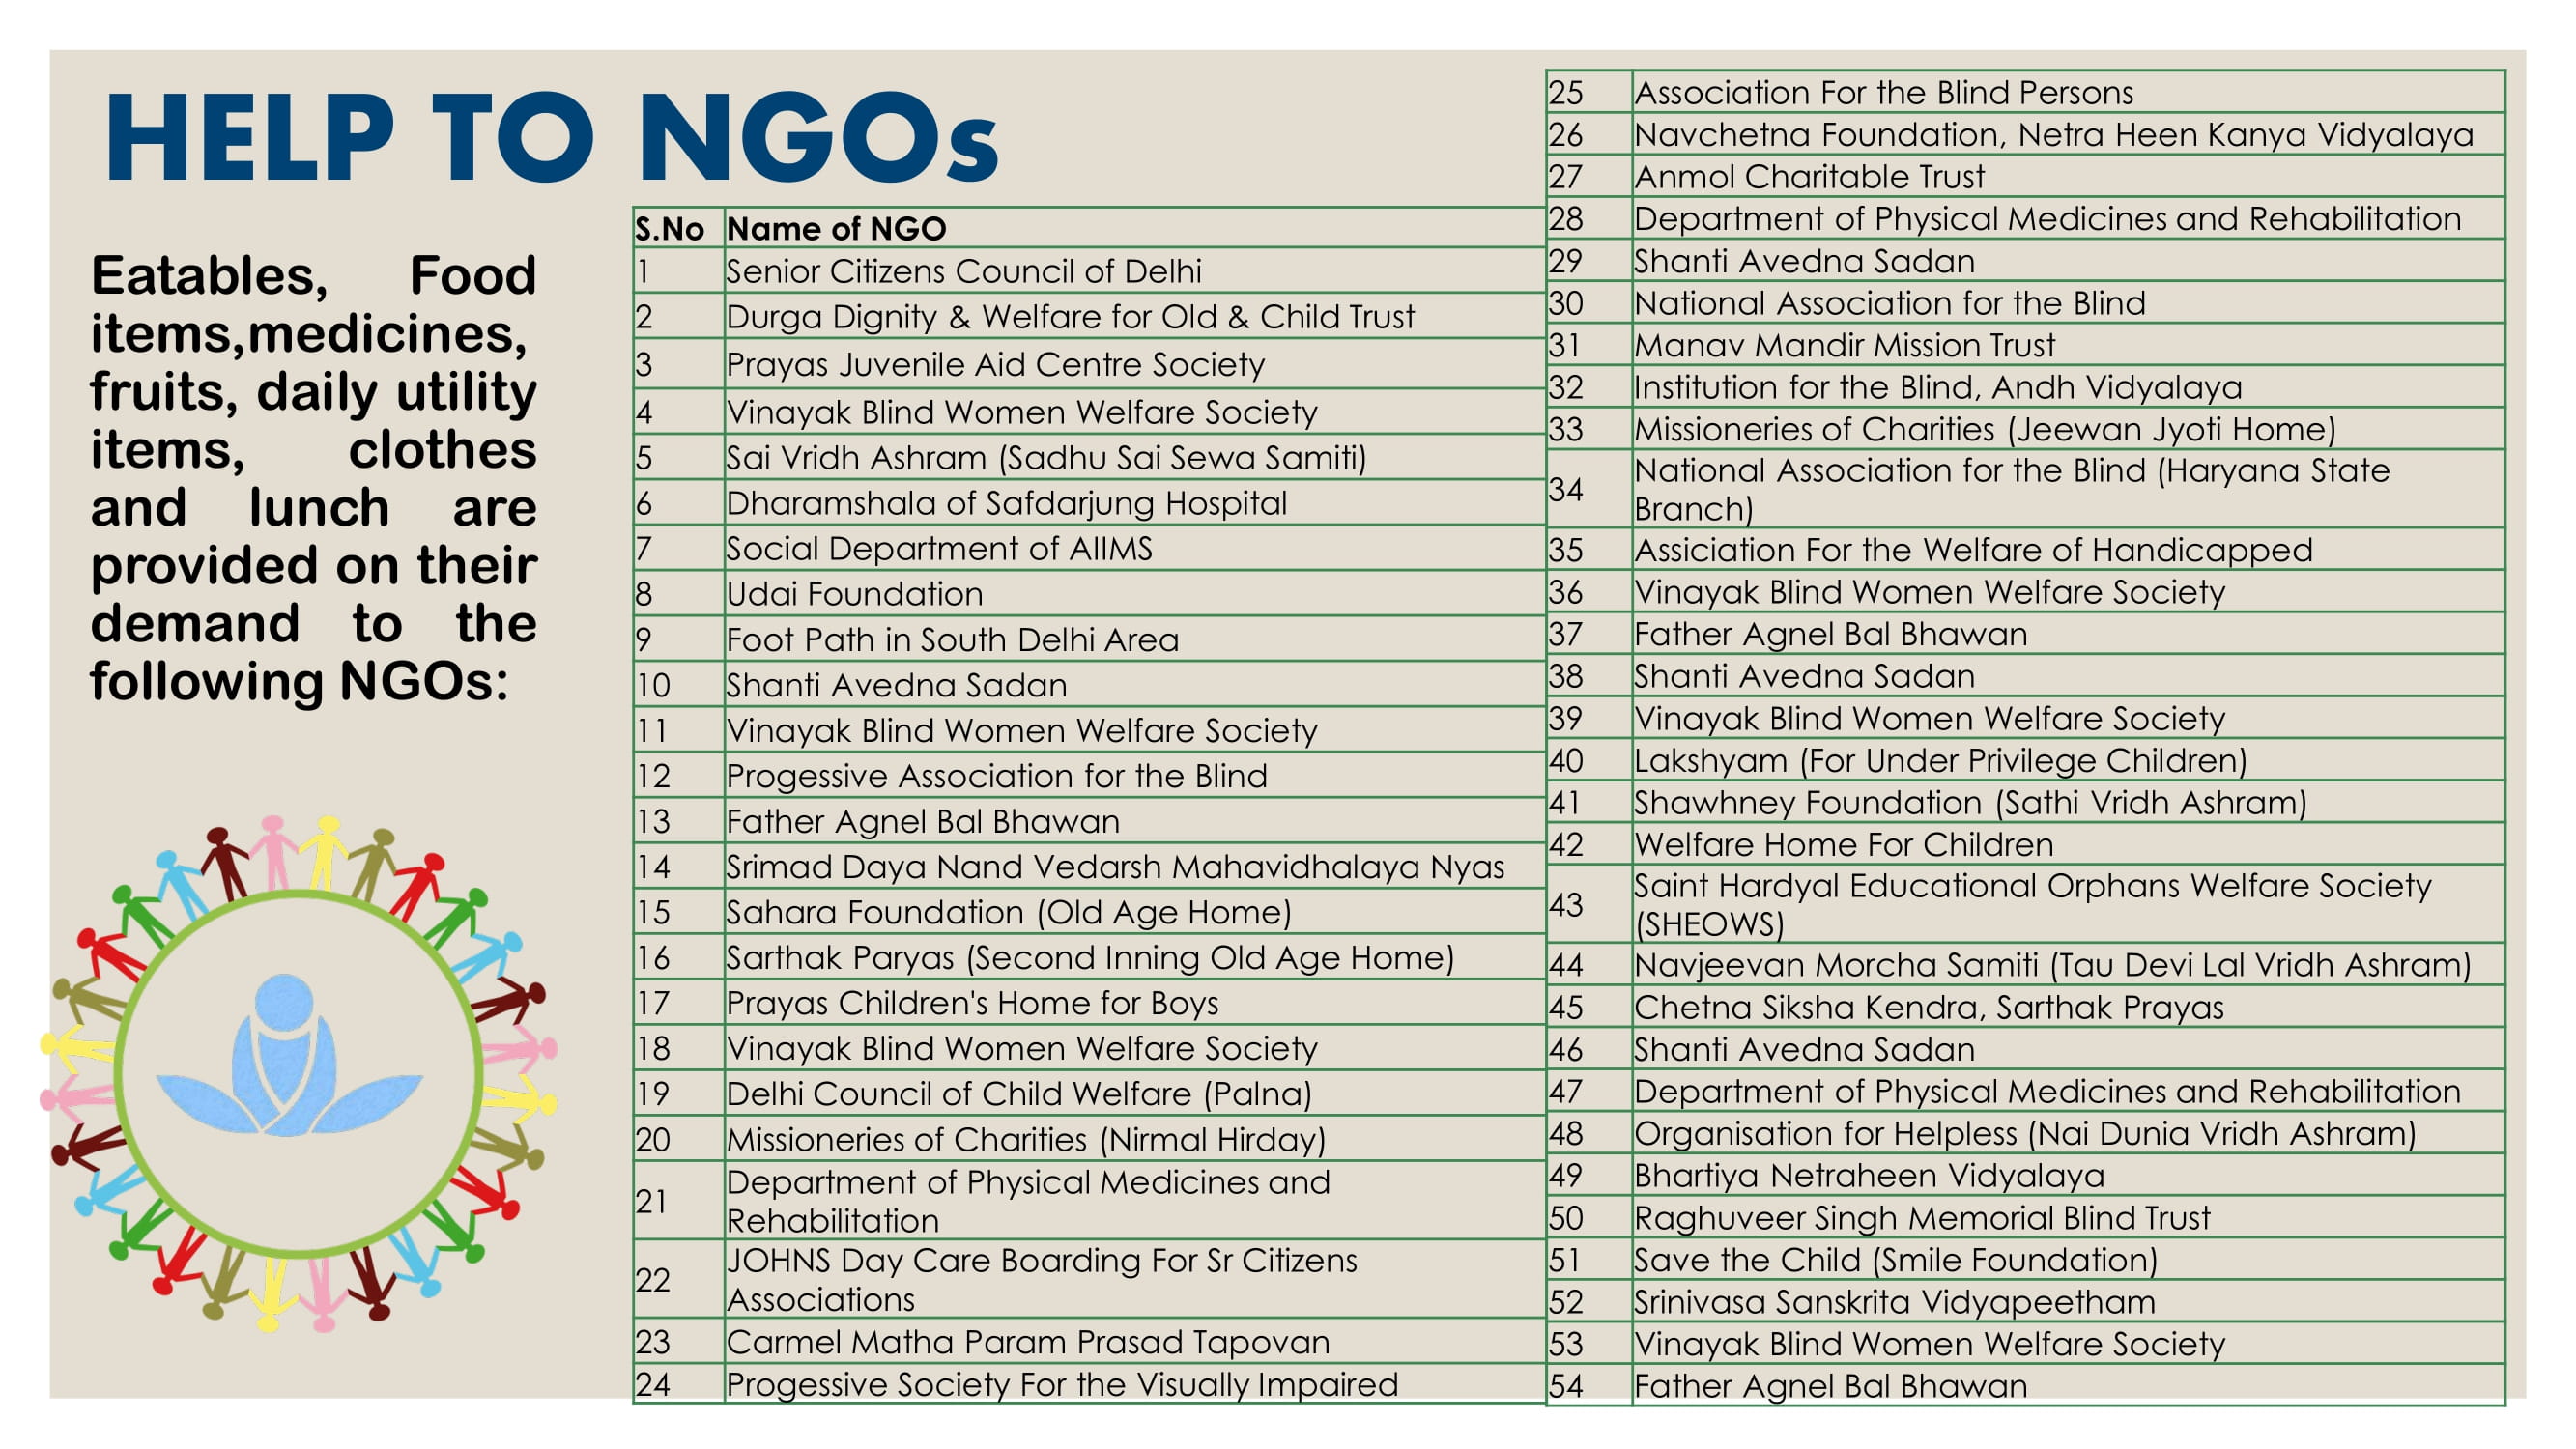 HELP TO NGOs
Eatables, Food
items,medicines,
fruits, daily utility
items, clothes
and lunch are
provided on their
demand to the
following NGOs:
S.No Name of NGO
1 Senior Citizens Council of Delhi
2 Durga Dignity & Welfare for Old & Child Trust
3 Prayas Juvenile Aid Centre Society
4 Vinayak Blind Women Welfare Society
5 Sai Vridh Ashram (Sadhu Sai Sewa Samiti)
6 Dharamshala of Safdarjung Hospital
7 Social Department of AIIMS
8 Udai Foundation
9 Foot Path in South Delhi Area
10 Shanti Avedna Sadan
11 Vinayak Blind Women Welfare Society
12 Progessive Association for the Blind
13 Father Agnel Bal Bhawan
14 Srimad Daya Nand Vedarsh Mahavidhalaya Nyas
15 Sahara Foundation (Old Age Home)
16 Sarthak Paryas (Second Inning Old Age Home)
17 Prayas Children's Home for Boys
18 Vinayak Blind Women Welfare Society
19 Delhi Council of Child Welfare (Palna)
20 Missioneries of Charities (Nirmal Hirday)
21 Department of Physical Medicines and
Rehabilitation
22 JOHNS Day Care Boarding For Sr Citizens
Associations
23 Carmel Matha Param Prasad Tapovan
24 Progessive Society For the Visually Impaired
25 Association For the Blind Persons
26 Navchetna Foundation, Netra Heen Kanya Vidyalaya
27 Anmol Charitable Trust
28 Department of Physical Medicines and Rehabilitation
29 Shanti Avedna Sadan
30 National Association for the Blind
31 Manav Mandir Mission Trust
32 Institution for the Blind, Andh Vidyalaya
33 Missioneries of Charities (Jeewan Jyoti Home)
34 National Association for the Blind (Haryana State
Branch)
35 Assiciation For the Welfare of Handicapped
36 Vinayak Blind Women Welfare Society
37 Father Agnel Bal Bhawan
38 Shanti Avedna Sadan
39 Vinayak Blind Women Welfare Society
40 Lakshyam (For Under Privilege Children)
41 Shawhney Foundation (Sathi Vridh Ashram)
42 Welfare Home For Children
43 Saint Hardyal Educational Orphans Welfare Society
(SHEOWS)
44 Navjeevan Morcha Samiti (Tau Devi Lal Vridh Ashram)
45 Chetna Siksha Kendra, Sarthak Prayas
46 Shanti Avedna Sadan
47 Department of Physical Medicines and Rehabilitation
48 Organisation for Helpless (Nai Dunia Vridh Ashram)
49 Bhartiya Netraheen Vidyalaya
50 Raghuveer Singh Memorial Blind Trust
51 Save the Child (Smile Foundation)
52 Srinivasa Sanskrita Vidyapeetham
53 Vinayak Blind Women Welfare Society
54 Father Agnel Bal Bhawan